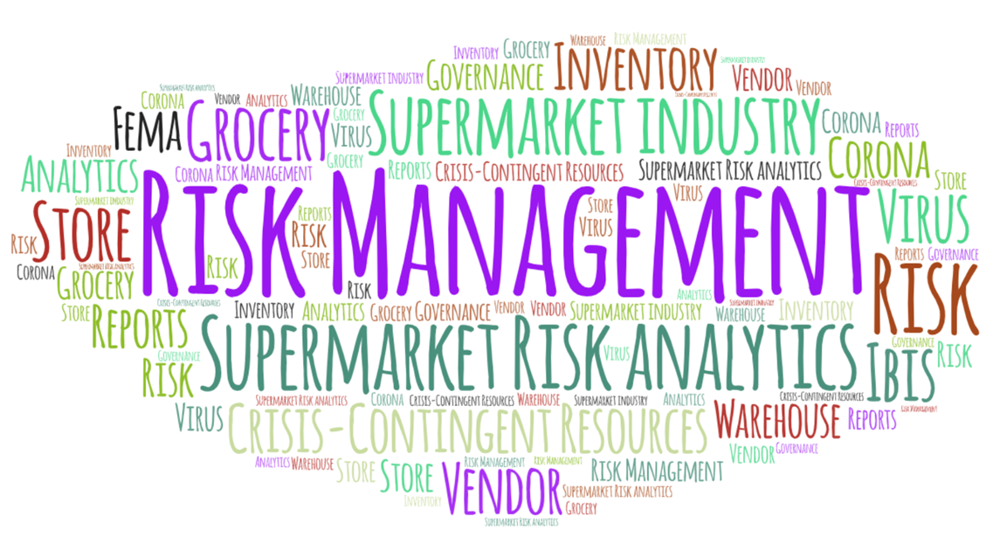 Warehouse Risk Management
Inventory Grocery Inventory Supermarket industry
Supermarket industry Governance Vendor Vendor
Supermarket Risk analytics Corona Vendor Analytics Warehouse Crisis-Contingent Resources
Fema Grocery Grocery Virus Supermarket industry Corona Reports
Inventory Grocery Corona
Analytics Corona Risk Management Reports Crisis-Contingent Resources Supermarket Risk analytics Crisis-Contingent Resources Store
Supermarket industry Risk Management Virus Virus
Store Reports Store
Risk Risk Virus
Supermarket Risk analytics Risk Store Reports Governance
Corona Grocery Risk Risk
Crisis-Contingent Resources Analytics Supermarket industry
Store Inventory Analytics Grocery Governance Vendor Vendor Supermarket industry Warehouse Inventory
Reports Supermarket Risk analytics Governance
Governance Virus Ibis Risk
Risk
Supermarket Risk analytics Corona Crisis-Contingent Resources Warehouse Supermarket industry Analytics Crisis-Contingent Resources
Virus Crisis-Contingent Resources Warehouse Reports Risk Management
Vendor Governance
Analytics Warehouse Store Store Vendor Risk Management Risk Management Risk Management
Supermarket Risk analytics
Inventory Grocery
Supermarket Risk analytics